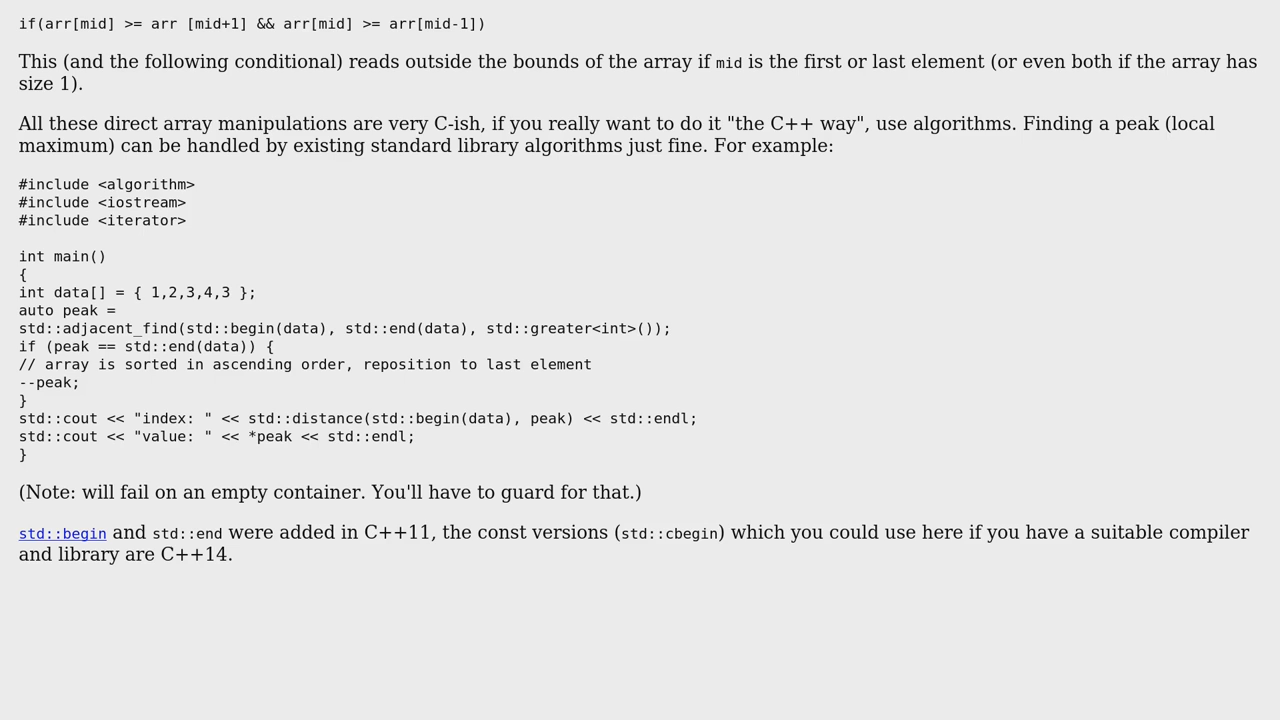 if(arr[mid] >= arr [mid+1] && arr[mid] >= arr[mid-1])
This (and the following conditional) reads outside the bounds of the array if mid is the first or last element (or even both if the array has
size 1).
All these direct array manipulations are very C-ish, if you really want to do it "the C++ way", use algorithms. Finding a peak (local
maximum) can be handled by existing standard library algorithms just fine. For example:
#include <algorithm>
#include <iostream>
#include <iterator>
int main()
{
int data[] = { 1,2,3,4,3 };
auto peak =
std::adjacent_find(std::begin(data), std::end(data), std::greater<int>());
if (peak == std::end(data)) {
// array is sorted in ascending order, reposition to last element
--peak;
}
std::cout << "index: " << std::distance(std::begin(data), peak) << std::endl;
std::cout << "value: " << *peak << std::endl;
}
(Note: will fail on an empty container. You'll have to guard for that.)
std::begin and std::end were added in C++11, the const versions (std::cbegin) which you could use here if you have a suitable compiler
and library are C++14.